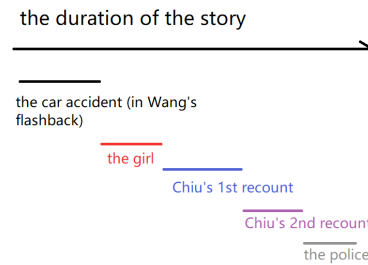 the duration of the story
the car accident (in Wang's
flashback)
the girl
Chiu's 1st recount
Chiu's 2nd recount
the police